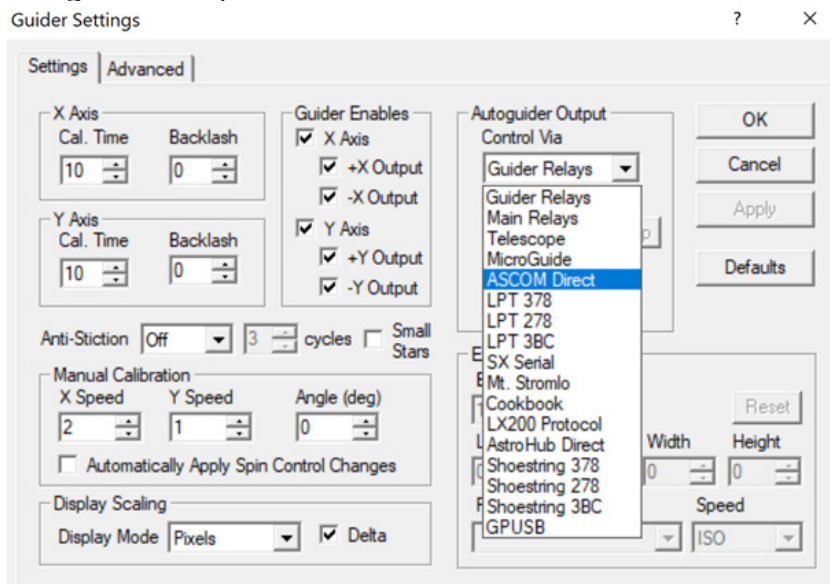 Guider Settings
? ×
Settings Advanced
X Axis
Cal. Time Backlash
10 0
Y Axis
Cal. Time Backlash
10 0
Guider Enables
X Axis
+X Output
-X Output
Y Axis
+Y Output
-Y Output
Autoguider Output
Control Via
Guider Relays
Guider Relays
Main Relays
Telescope
MicroGuide
ASCOM Direct
LPT 378
LPT 278
LPT 3BC
SX Serial
Mt. Stromlo
Cookbook
LX200 Protocol
AstroHub Direct
Shoestring 378
Shoestring 278
Shoestring 3BC
GPUSB
OK
Cancel
Apply
Defaults
Anti-Stiction Off 3 cycles Small Stars
Manual Calibration
X Speed Y Speed Angle (deg)
2 1 0
Automatically Apply Spin Control Changes
Display Scaling
Display Mode Pixels Delta
Reset
Width Height
0 0
Speed
ISO